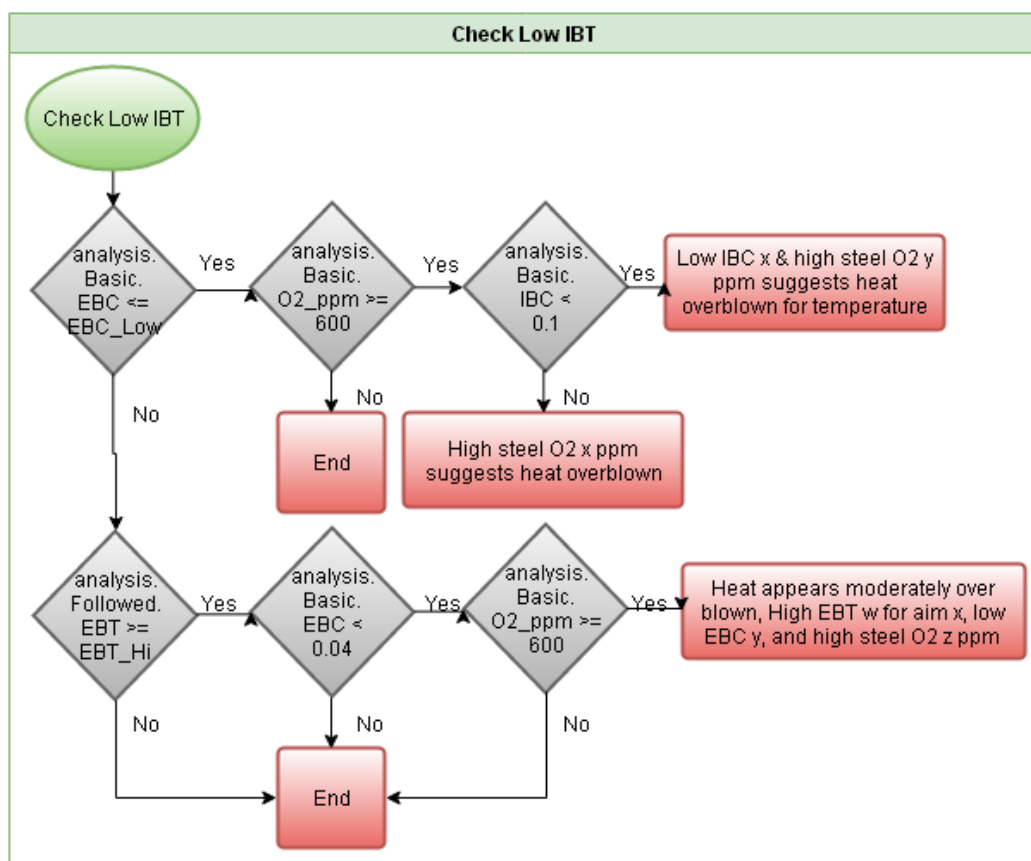 Check Low IBT
Check Low IBT
analysis.
Basic.
EBC <=
EBC_Low
Yes
analysis.
Basic.
O2_ppm >=
600
Yes
analysis.
Basic.
IBC <
0.1
Yes
Low IBC x & high steel O2 y
ppm suggests heat
overblown for temperature
No
No
No
End
High steel O2 x ppm
suggests heat overblown
analysis.
Followed.
EBT >=
EBT_Hi
Yes
analysis.
Basic.
EBC <
0.04
Yes
analysis.
Basic.
O2_ppm >=
600
Yes
Heat appears moderately over
blown, High EBT w for aim x, low
EBC y, and high steel O2 z ppm
No
No
No
End